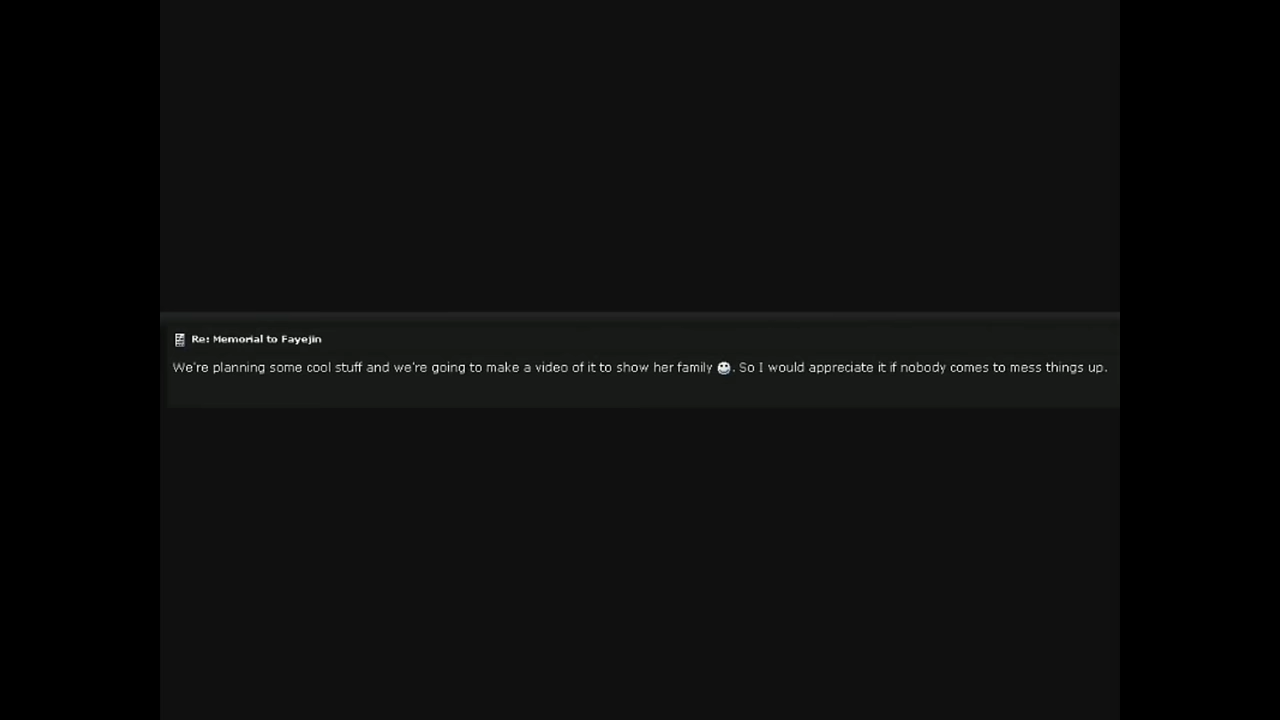 Re: Memorial to Fayejin
We're planning some cool stuff and we're going to make a video of it to show her family . So I would appreciate it if nobody comes to mess things up.